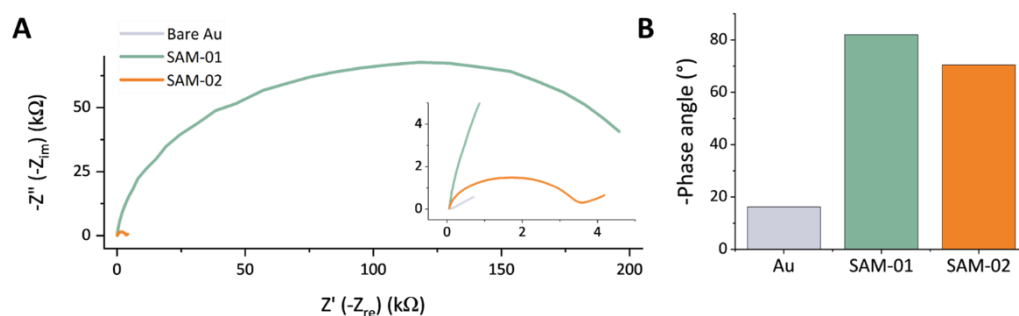 A
Bare Au
SAM-01
SAM-02
-Z'' (-Zim) (kΩ)
50
25
0
0
50
100
150
200
Z' (-Zre) (kΩ)
4
2
0
0
2
4
B
-Phase angle (°)
80
60
40
20
0
Au
SAM-01
SAM-02